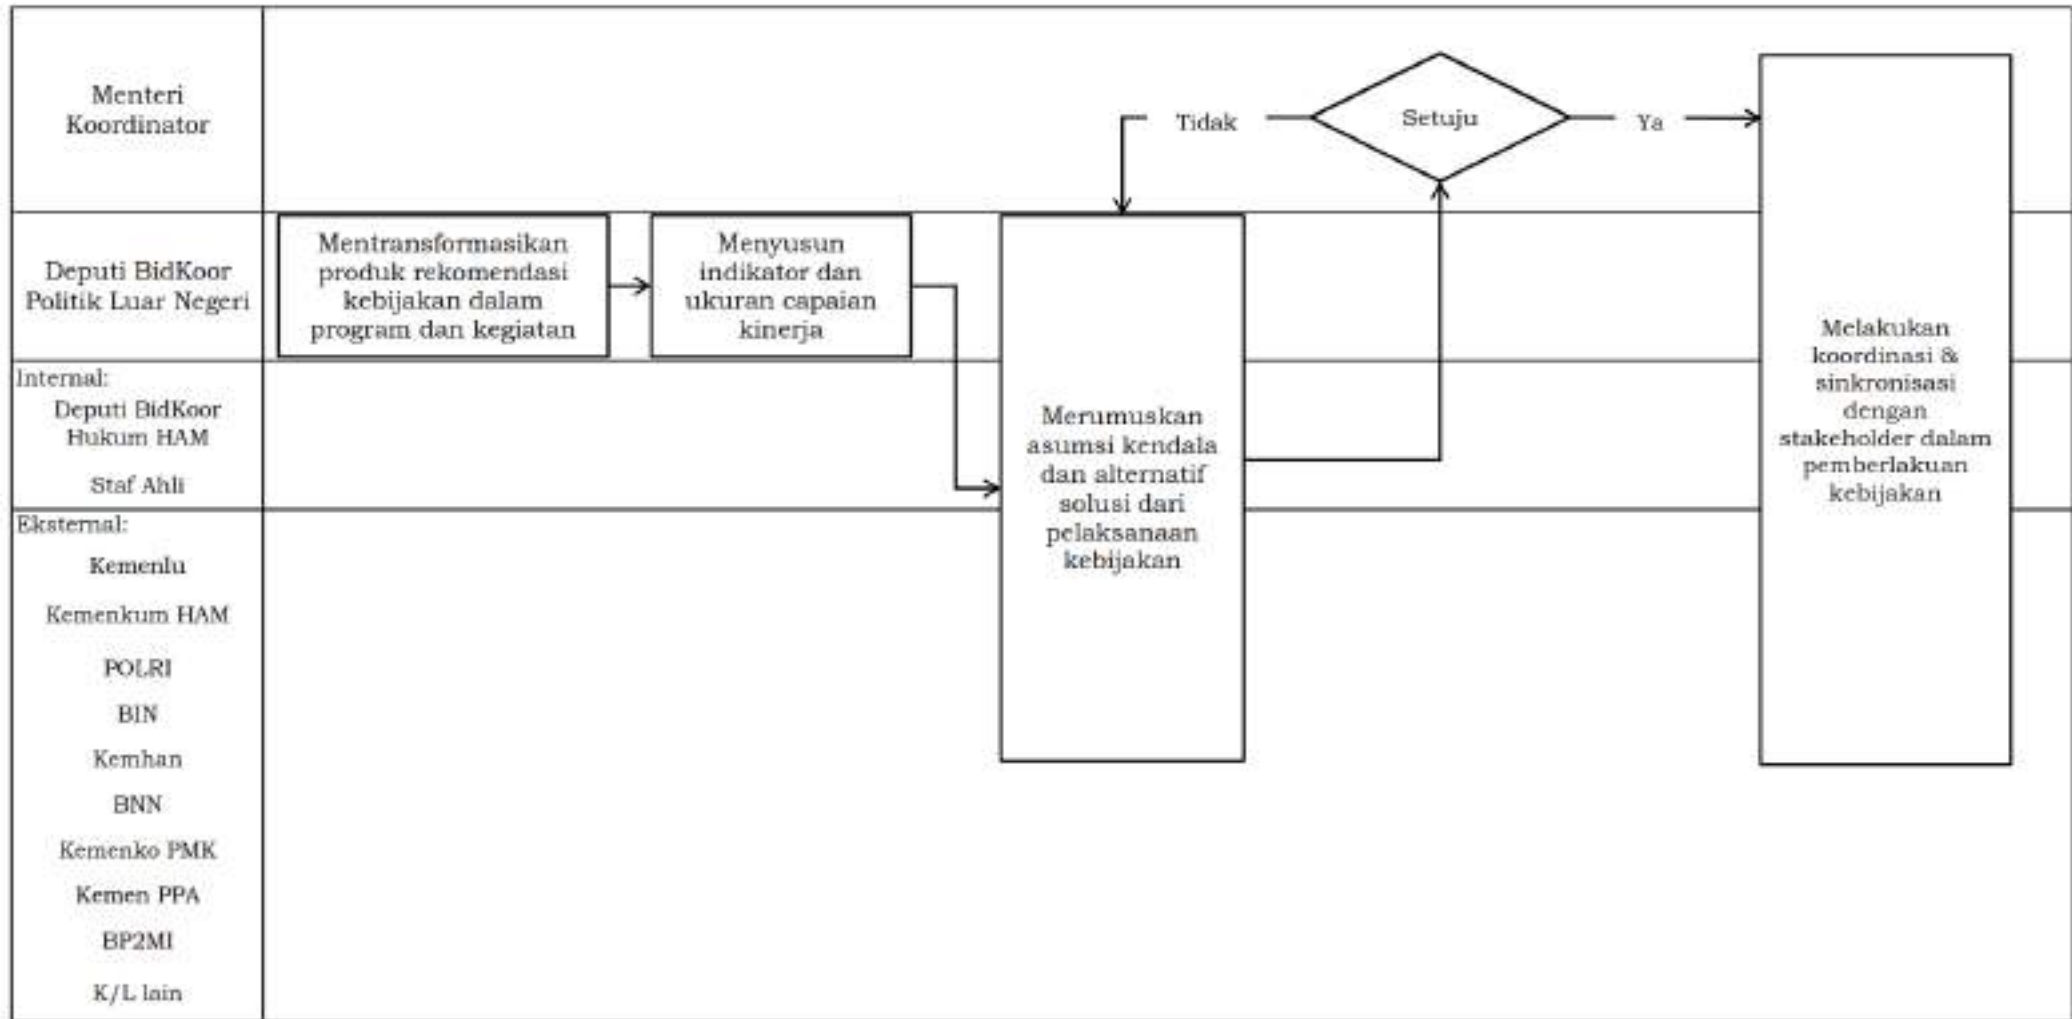 Menteri
Koordinator
Tidak
Setuju
Ya
Deputi BidKoor
Politik Luar Negeri
Mentransformasikan
produk rekomendasi
kebijakan dalam
program dan kegiatan
Menyusun
indikator dan
ukuran capaian
kinerja
Internal:
Deputi BidKoor
Hukum HAM
Staf Ahli
Merumuskan
asumsi kendala
dan alternatif
solusi dari
pelaksanaan
kebijakan
Melakukan
koordinasi &
sinkronisasi
dengan
stakeholder dalam
pemberlakuan
kebijakan
Eksternal:
Kemenlu
Kemenkum HAM
POLRI
BIN
Kemhan
BNN
Kemenko PMK
Kemen PPA
BP2MI
K/L lain